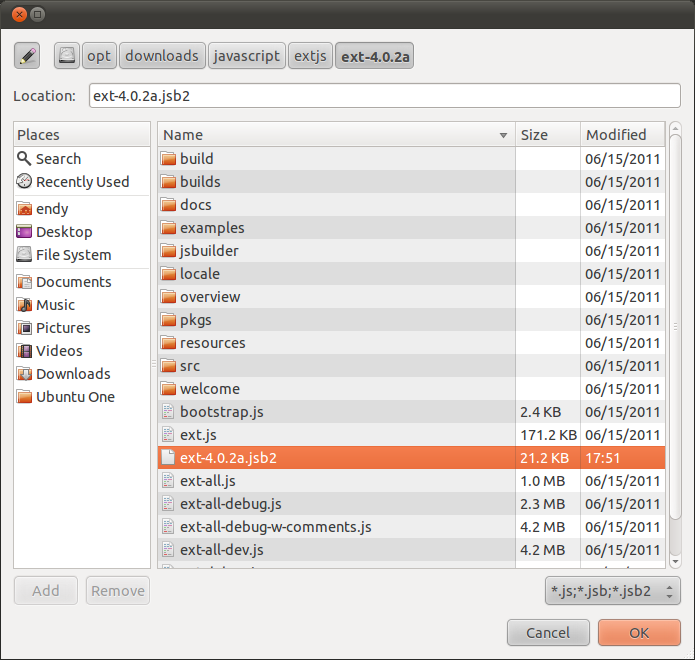 opt downloads javascript extjs ext-4.0.2a
Location: ext-4.0.2a.jsb2
Places
Search
Recently Used
endy
Desktop
File System
Documents
Music
Pictures
Videos
Downloads
Ubuntu One
Name Size Modified
build 06/15/2011
builds 06/15/2011
docs 06/15/2011
examples 06/15/2011
jsbuilder 06/15/2011
locale 06/15/2011
overview 06/15/2011
pkgs 06/15/2011
resources 06/15/2011
src 06/15/2011
welcome 06/15/2011
bootstrap.js 2.4 KB 06/15/2011
ext.js 171.2 KB 06/15/2011
ext-4.0.2a.jsb2 21.2 KB 17:51
ext-all.js 1.0 MB 06/15/2011
ext-all-debug.js 2.3 MB 06/15/2011
ext-all-debug-w-comments.js 4.2 MB 06/15/2011
ext-all-dev.js 4.2 MB 06/15/2011
Add Remove
*.js;*.jsb;*.jsb2
Cancel OK